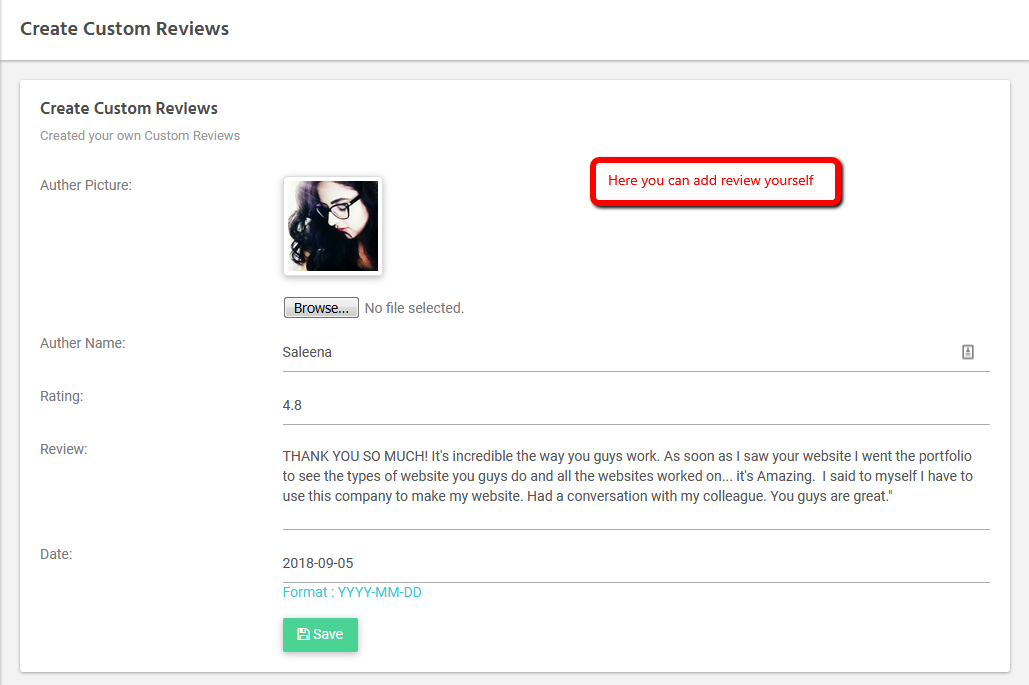 Create Custom Reviews
Create Custom Reviews
Created your own Custom Reviews
Auther Picture:
Here you can add review yourself
Browse... No file selected.
Auther Name:
Saleena
Rating:
4.8
Review:
THANK YOU SO MUCH! It's incredible the way you guys work. As soon as I saw your website I went the portfolio
to see the types of website you guys do and all the websites worked on... it's Amazing.  I said to myself I have to
use this company to make my website. Had a conversation with my colleague. You guys are great."
Date:
2018-09-05
Format : YYYY-MM-DD
Save